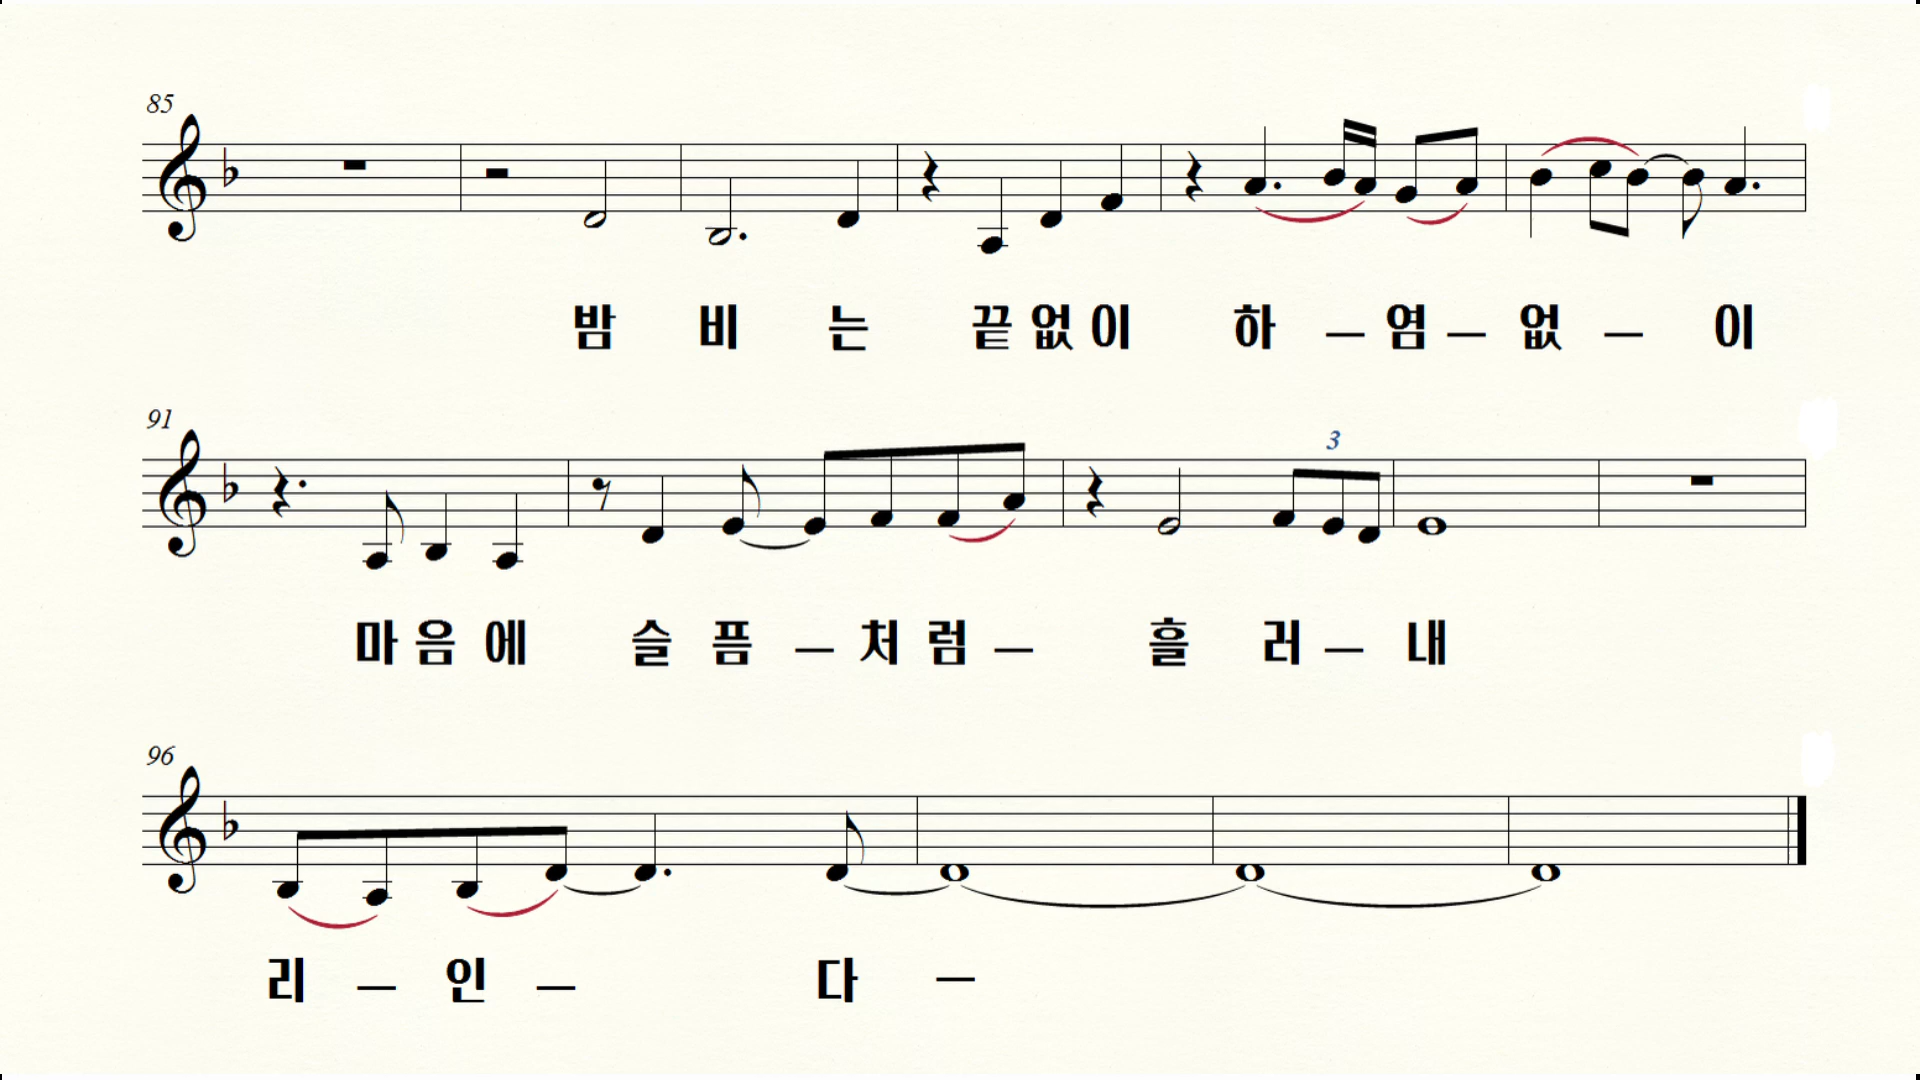 85
밤 비 는 끝 없 이 하 – 염 – 없 – 이
91
3
마 음 에 슬 픔 – 처 럼 – 흘 러 – 내
96
리 – 인 – 다 –